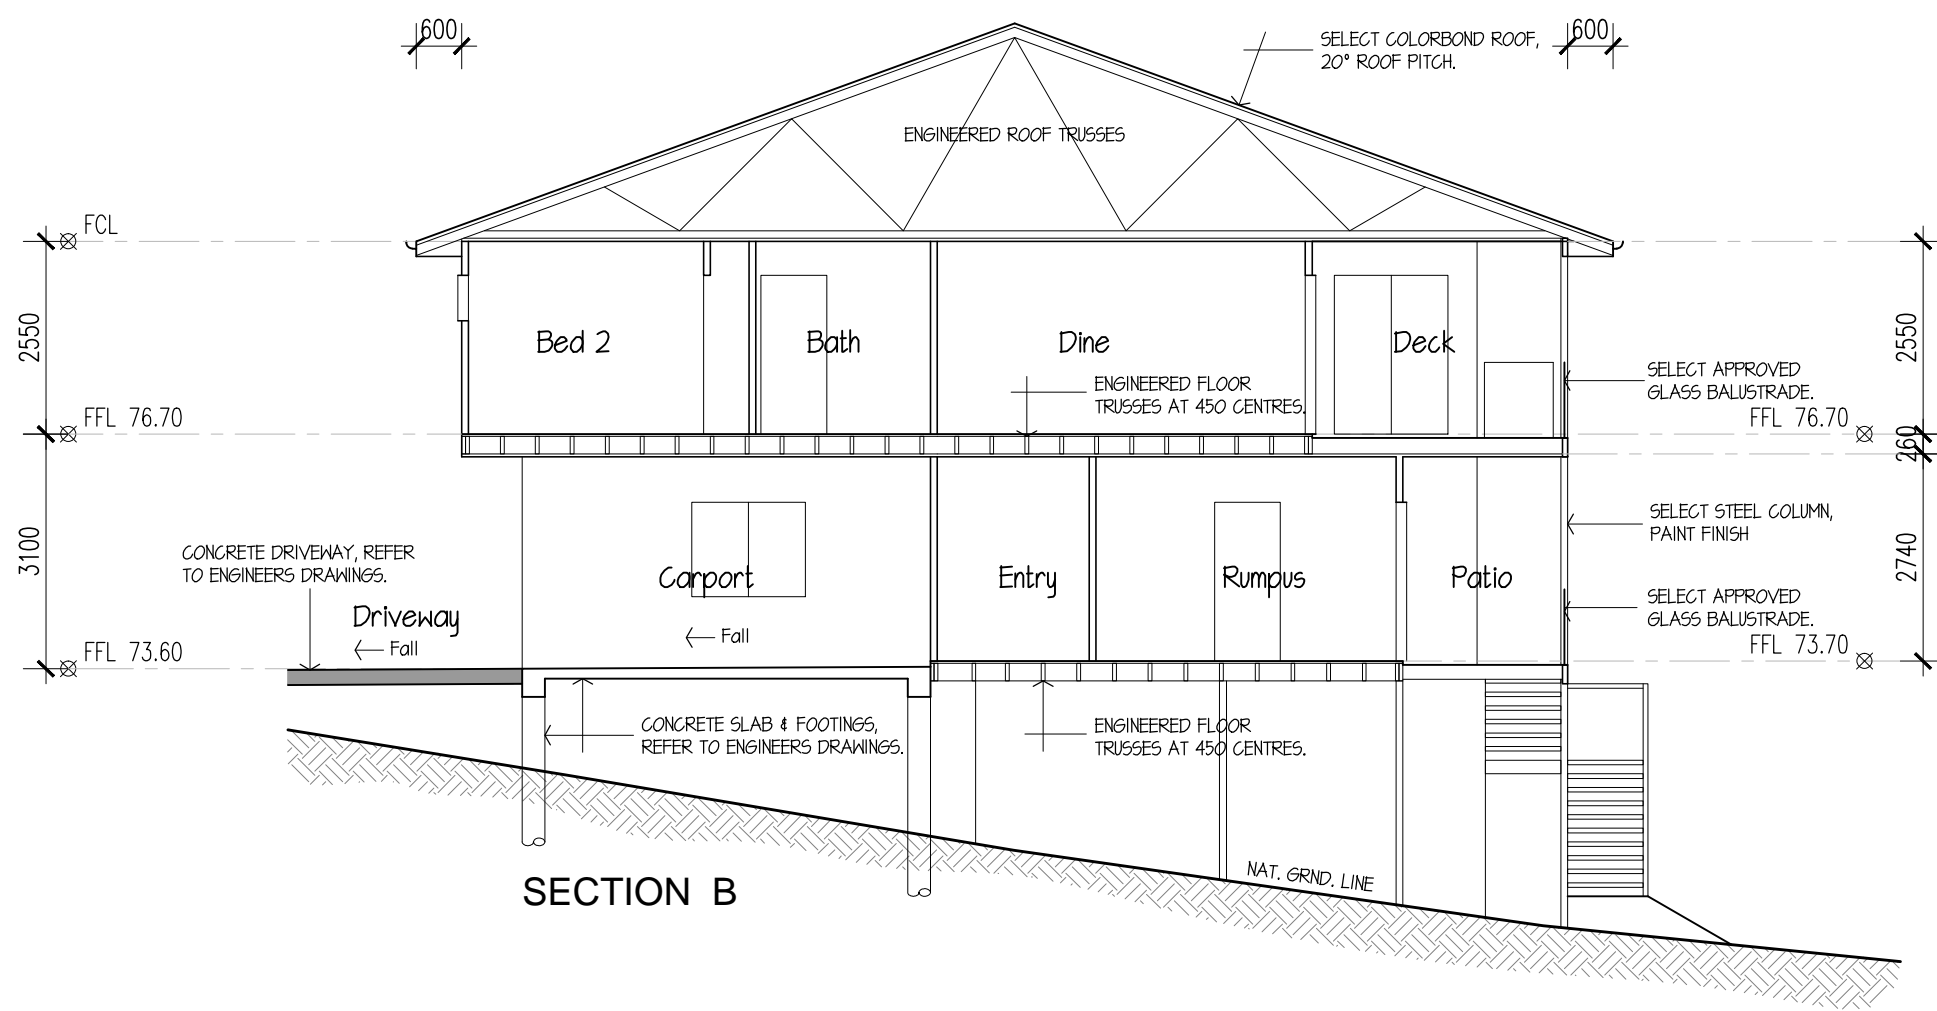 600
600
SELECT COLORBOND ROOF,
20° ROOF PITCH.
ENGINEERED ROOF TRUSSES
FCL
2550
2550
Bed 2
Bath
Dine
Deck
SELECT APPROVED
GLASS BALUSTRADE.
ENGINEERED FLOOR
TRUSSES AT 450 CENTRES.
FFL 76.70
FFL 76.70
260
SELECT STEEL COLUMN,
PAINT FINISH
3100
2740
CONCRETE DRIVEWAY, REFER
TO ENGINEERS DRAWINGS.
Carport
Entry
Rumpus
Patio
SELECT APPROVED
GLASS BALUSTRADE.
Driveway
Fall
Fall
FFL 73.60
FFL 73.70
CONCRETE SLAB & FOOTINGS,
REFER TO ENGINEERS DRAWINGS.
ENGINEERED FLOOR
TRUSSES AT 450 CENTRES.
NAT. GRND. LINE
SECTION B